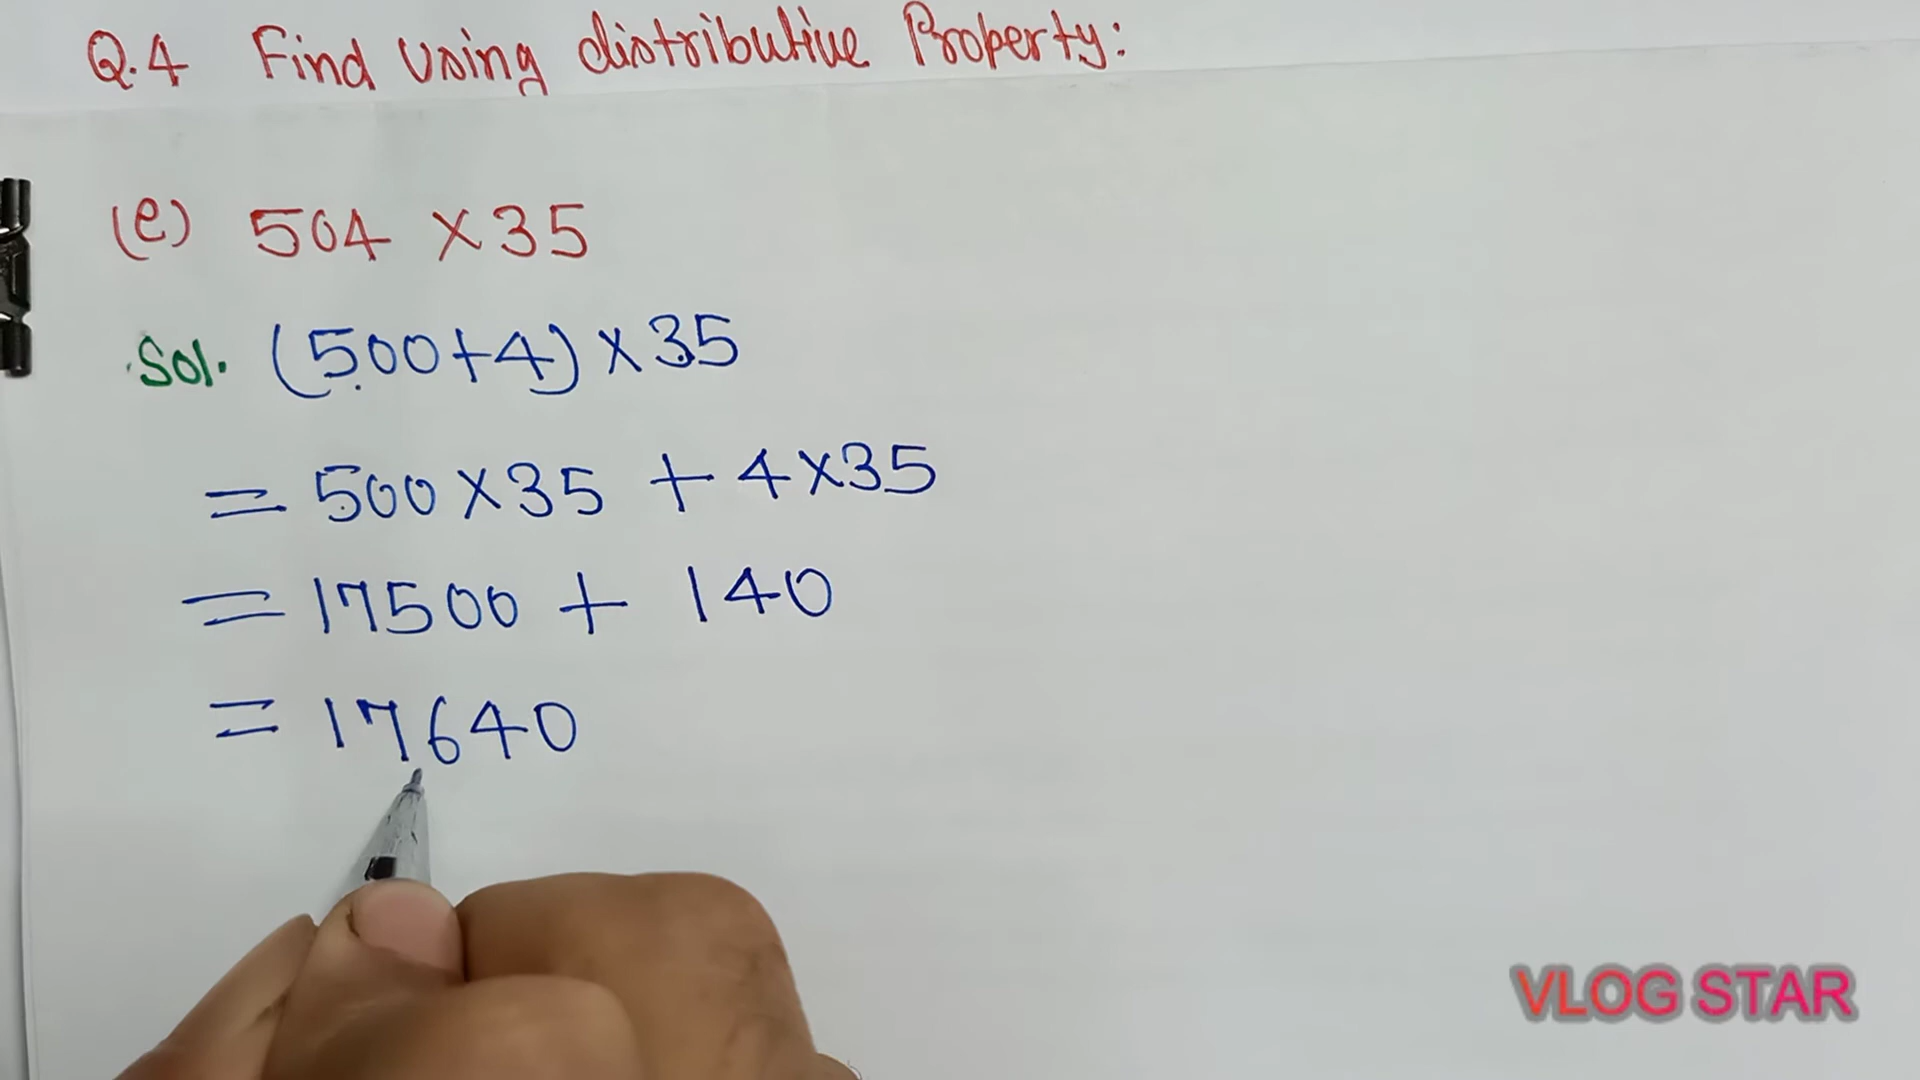 Q.4 Find using distributive Property:
(e) 504 × 35
Sol. (500+4) × 35
= 500 × 35 + 4 × 35
= 17500 + 140
= 17640
VLOG STAR